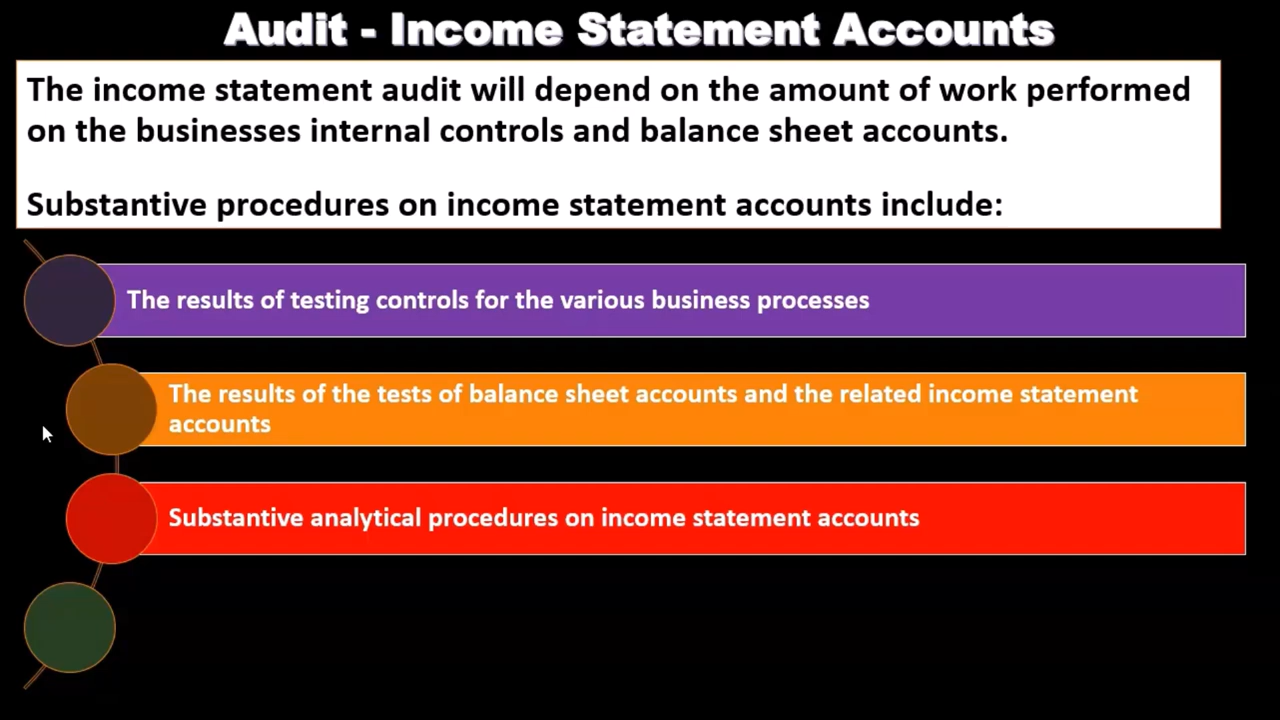 Audit - Income Statement Accounts
The income statement audit will depend on the amount of work performed
on the businesses internal controls and balance sheet accounts.
Substantive procedures on income statement accounts include:
The results of testing controls for the various business processes
The results of the tests of balance sheet accounts and the related income statement
accounts
Substantive analytical procedures on income statement accounts